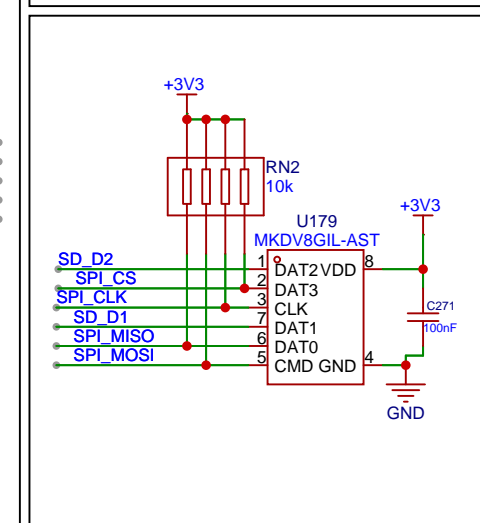 +3V3
RN2
10k
+3V3
U179
MKDV8GIL-AST
SD_D2 1 DAT2 VDD 8
SPI_CS 2 DAT3
SPI_CLK 3 CLK
SD_D1 7 DAT1
SPI_MISO 6 DAT0
SPI_MOSI 5 CMD GND 4
C271
100nF
GND